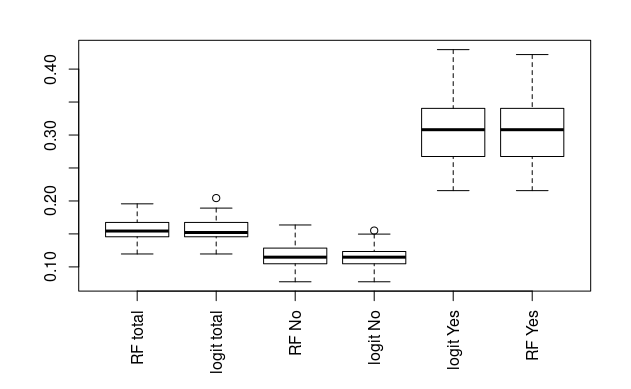 0.40
0.30
0.20
0.10
RF total
logit total
RF No
logit No
logit Yes
RF Yes